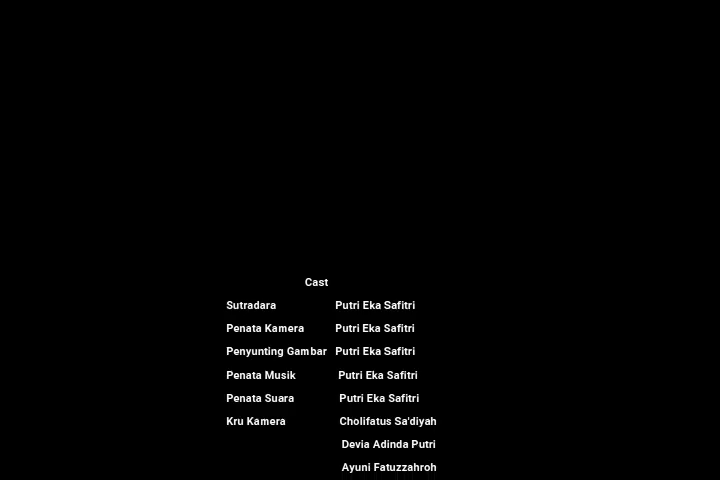 Cast
Sutradara Putri Eka Safitri
Penata Kamera Putri Eka Safitri
Penyunting Gambar Putri Eka Safitri
Penata Musik Putri Eka Safitri
Penata Suara Putri Eka Safitri
Kru Kamera Cholifatus Sa'diyah
Devia Adinda Putri
Ayuni Fatuzzahroh